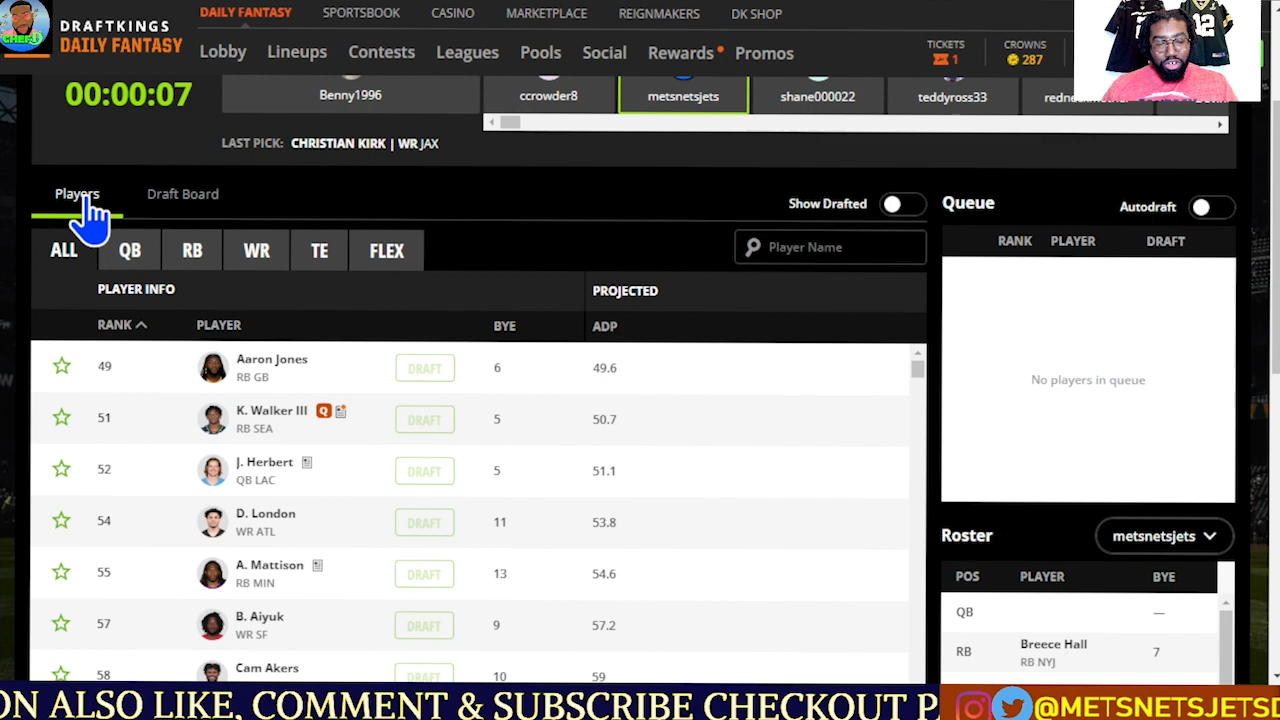 DRAFTKINGS
DAILY FANTASY
DAILY FANTASY SPORTSBOOK CASINO MARKETPLACE REIGNMAKERS DK SHOP
Lobby Lineups Contests Leagues Pools Social Rewards Promos
TICKETS
1
CROWNS
287
00:00:07
Benny1996 ccrowder8 metsnetsjets shane000022 teddyross33
LAST PICK: CHRISTIAN KIRK | WR JAX
Players Draft Board
Show Drafted
Queue
Autodraft
ALL QB RB WR TE FLEX
Player Name
RANK PLAYER DRAFT
PLAYER INFO PROJECTED
RANK PLAYER BYE ADP
49 Aaron Jones RB GB DRAFT 6 49.6
51 K. Walker III Q RB SEA DRAFT 5 50.7
52 J. Herbert QB LAC DRAFT 5 51.1
54 D. London WR ATL DRAFT 11 53.8
55 A. Mattison RB MIN DRAFT 13 54.6
57 B. Aiyuk WR SF DRAFT 9 57.2
58 Cam Akers DRAFT 10 59
No players in queue
Roster
metsnetsjets
POS PLAYER BYE
QB —
RB Breece Hall RB NYJ 7
ON ALSO LIKE, COMMENT & SUBSCRIBE CHECKOUT P
@METSNETSJETSD